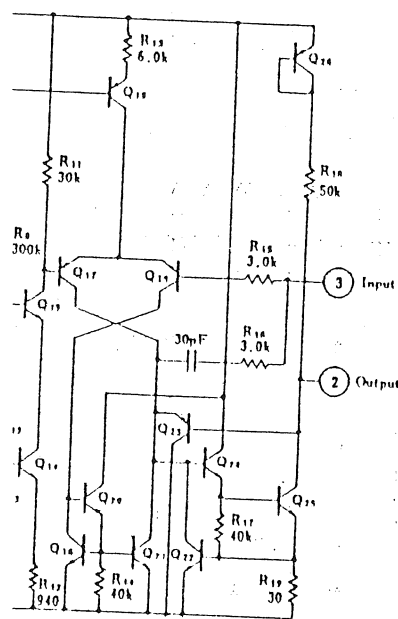 R13
6.0k
Q18
Q26
R11
30k
R18
50k
R9
300k
R15
3.0k
Q17
Q19
3 Input
Q15
R16
3.0k
30pF
2 Output
Q23
Q14
Q24
Q20
Q25
R17
40k
Q16
Q21
Q22
R12
940
R14
40k
R19
30